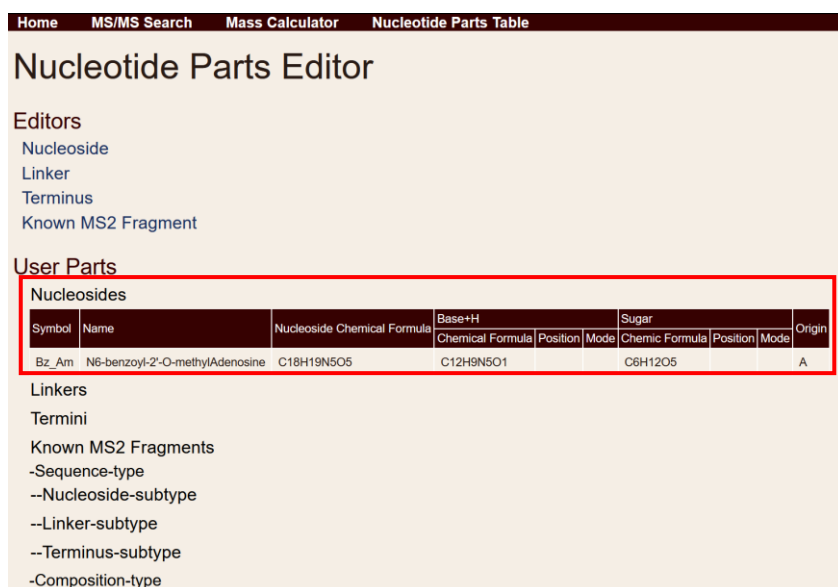 Home MS/MS Search Mass Calculator Nucleotide Parts Table
Nucleotide Parts Editor
Editors
Nucleoside
Linker
Terminus
Known MS2 Fragment
User Parts
Nucleosides
Symbol Name Nucleoside Chemical Formula Base+H Sugar Origin
Chemical Formula Position Mode Chemic Formula Position Mode
Bz_Am N6-benzoyl-2'-O-methylAdenosine C18H19N5O5 C12H9N5O1 C6H12O5 A
Linkers
Termini
Known MS2 Fragments
-Sequence-type
--Nucleoside-subtype
--Linker-subtype
--Terminus-subtype
-Composition-type